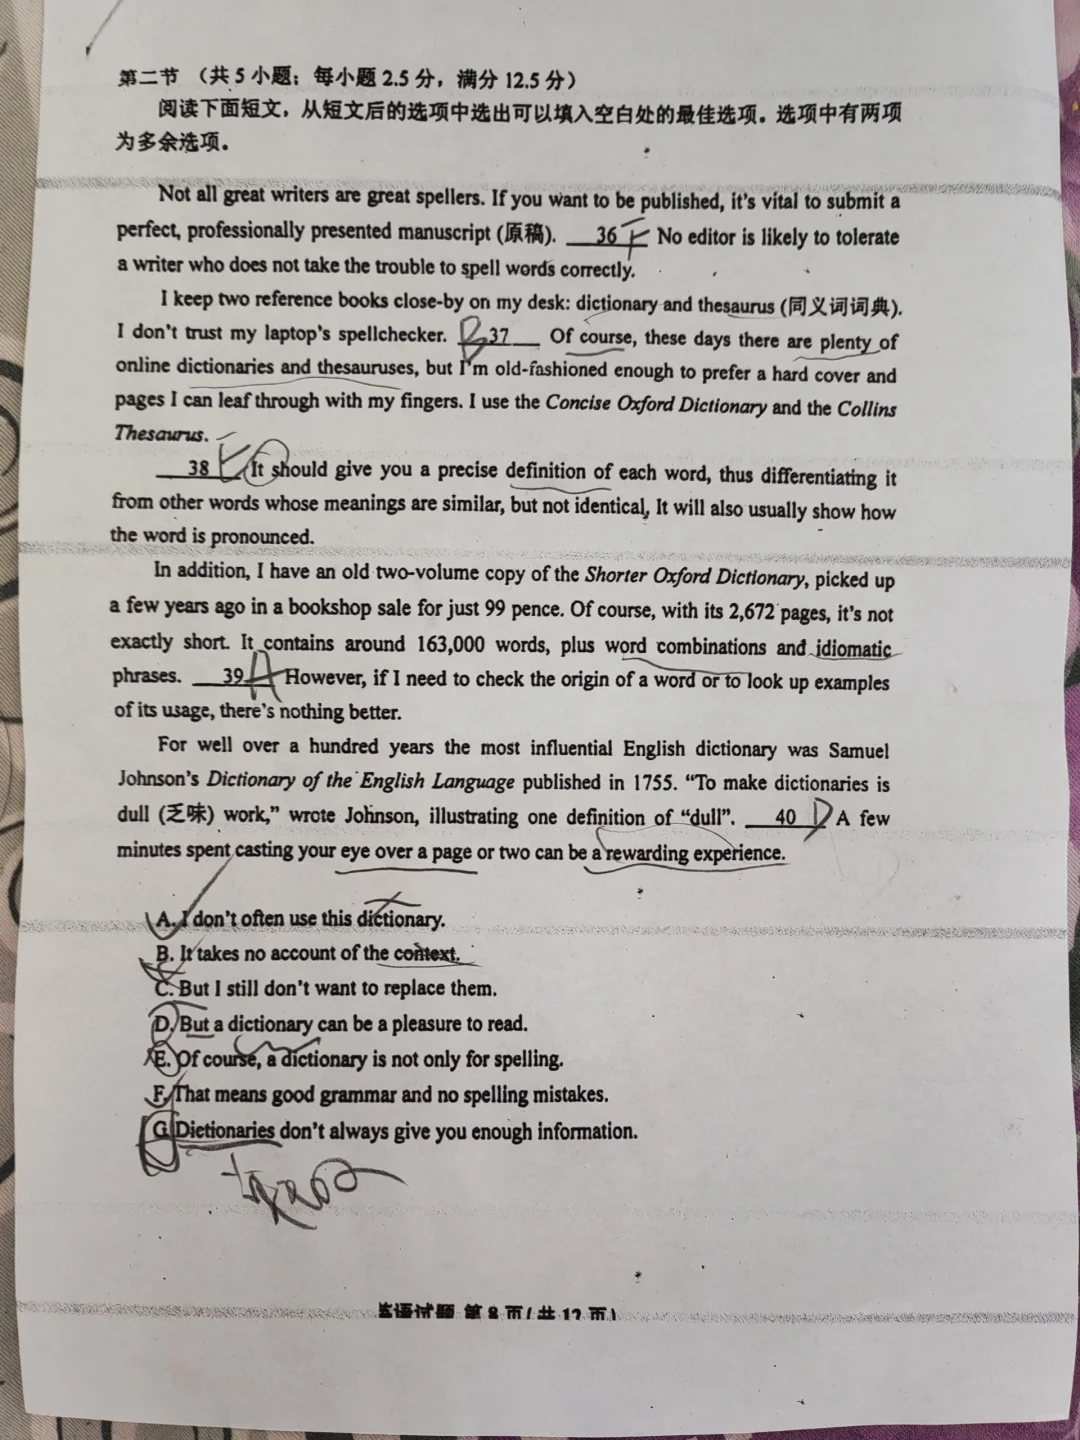 第二节 （共 5 小题；每小题 2.5 分，满分 12.5 分）
阅读下面短文，从短文后的选项中选出可以填入空白处的最佳选项。选项中有两项
为多余选项。
Not all great writers are great spellers. If you want to be published, it's vital to submit a
perfect, professionally presented manuscript (原稿). 36 F No editor is likely to tolerate
a writer who does not take the trouble to spell words correctly.
I keep two reference books close-by on my desk: dictionary and thesaurus (同义词词典).
I don't trust my laptop's spellchecker. B 37 Of course, these days there are plenty of
online dictionaries and thesauruses, but I'm old-fashioned enough to prefer a hard cover and
pages I can leaf through with my fingers. I use the Concise Oxford Dictionary and the Collins
Thesaurus.
38 E It should give you a precise definition of each word, thus differentiating it
from other words whose meanings are similar, but not identical. It will also usually show how
the word is pronounced.
In addition, I have an old two-volume copy of the Shorter Oxford Dictionary, picked up
a few years ago in a bookshop sale for just 99 pence. Of course, with its 2,672 pages, it's not
exactly short. It contains around 163,000 words, plus word combinations and idiomatic
phrases. 39 A However, if I need to check the origin of a word or to look up examples
of its usage, there's nothing better.
For well over a hundred years the most influential English dictionary was Samuel
Johnson's Dictionary of the English Language published in 1755. “To make dictionaries is
dull (乏味) work,” wrote Johnson, illustrating one definition of “dull”. 40 D A few
minutes spent casting your eye over a page or two can be a rewarding experience.
A. I don't often use this dictionary.
B. It takes no account of the context.
C. But I still don't want to replace them.
D. But a dictionary can be a pleasure to read.
E. Of course, a dictionary is not only for spelling.
F. That means good grammar and no spelling mistakes.
G. Dictionaries don't always give you enough information.
英语试题 第 8 页（共 12 页）